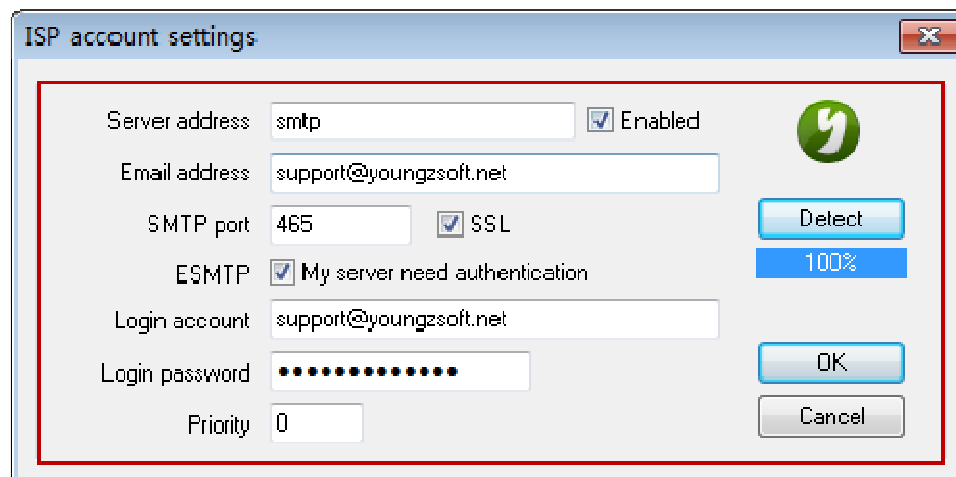 ISP account settings
Server address smtp Enabled
Email address support@youngzsoft.net
SMTP port 465 SSL
Detect
100%
ESMTP My server need authentication
Login account support@youngzsoft.net
Login password •••••••••••••
OK
Priority 0
Cancel